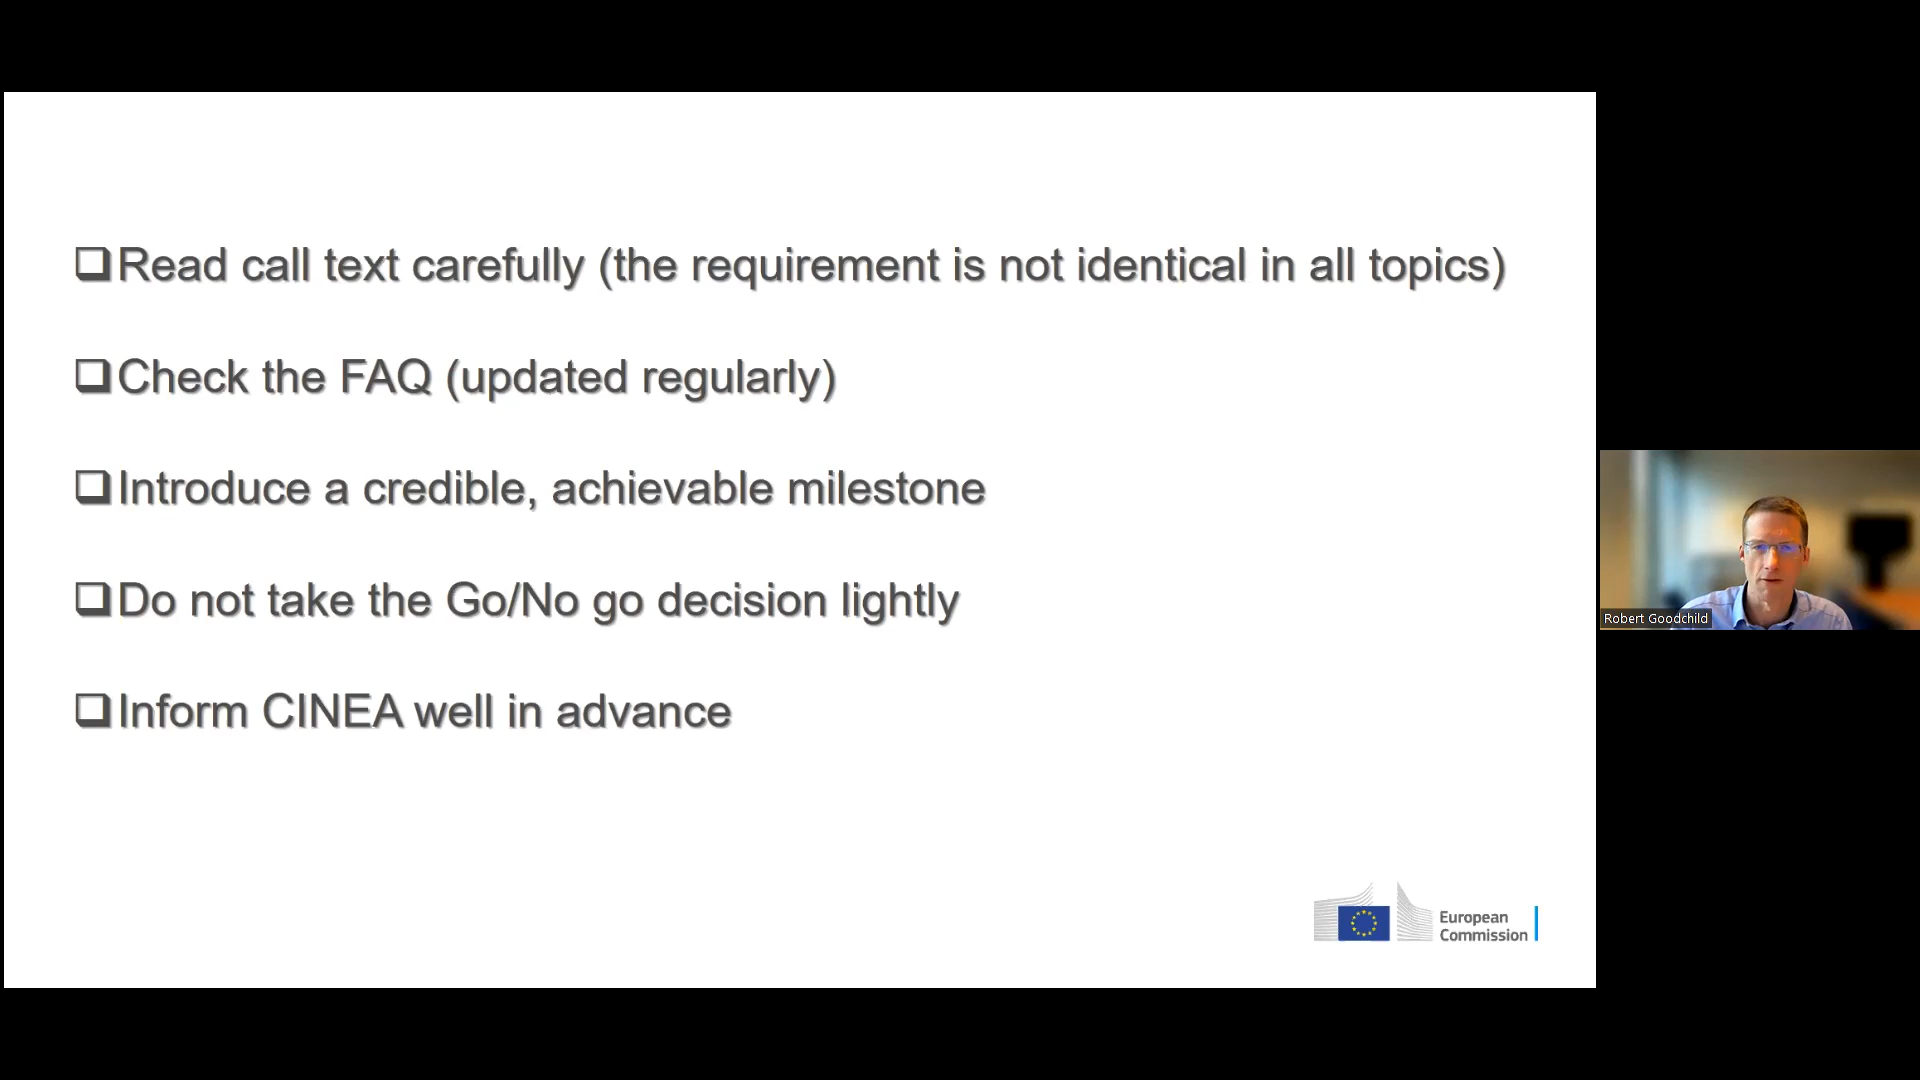 Read call text carefully (the requirement is not identical in all topics)
Check the FAQ (updated regularly)
Introduce a credible, achievable milestone
Do not take the Go/No go decision lightly
Inform CINEA well in advance
European
Commission
Robert Goodchild